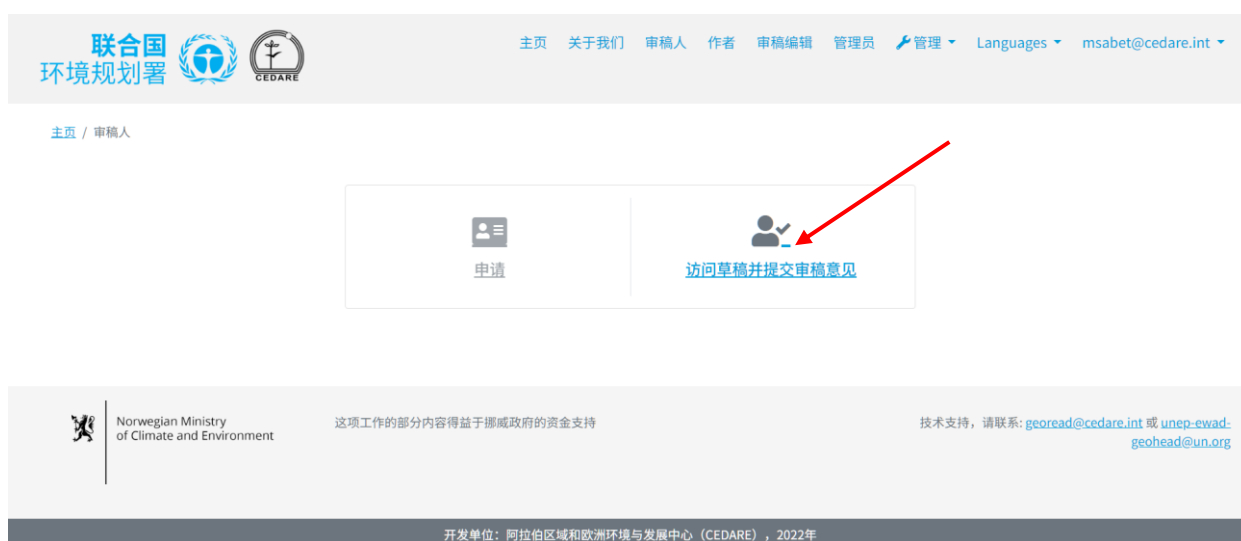 联合国
环境规划署
CEDARE
主页 关于我们 审稿人 作者 审稿编辑 管理员 管理 Languages msabet@cedare.int
主页 / 审稿人
申请
访问草稿并提交审稿意见
Norwegian Ministry
of Climate and Environment
这项工作的部分内容得益于挪威政府的资金支持
技术支持，请联系: georead@cedare.int 或 unep-ewad-
geohead@un.org
开发单位：阿拉伯区域和欧洲环境与发展中心（CEDARE），2022年